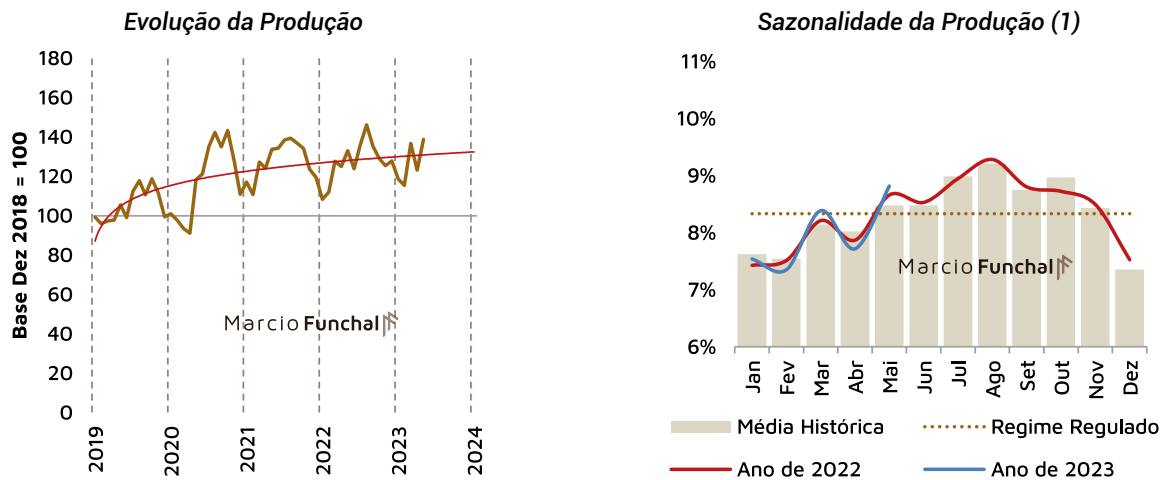 Evolução da Produção
Base Dez 2018 = 100
180
160
140
120
100
80
60
40
20
0
2019
2020
2021
2022
2023
2024
Marcio Funchal
Sazonalidade da Produção (1)
11%
10%
9%
8%
7%
6%
Marcio Funchal
Jan
Fev
Mar
Abr
Mai
Jun
Jul
Ago
Set
Out
Nov
Dez
Média Histórica
Regime Regulado
Ano de 2022
Ano de 2023